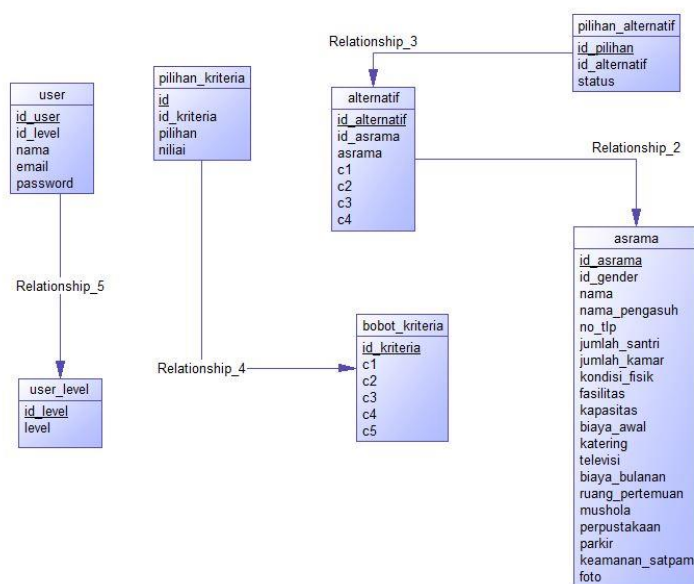 pilihan_alternatif
id_pilihan
id_alternatif
status
Relationship_3
pilihan_kriteria
id
id_kriteria
pilihan
niliai
user
id_user
id_level
nama
email
password
alternatif
id_alternatif
id_asrama
asrama
c1
c2
c3
c4
Relationship_2
asrama
id_asrama
id_gender
nama
nama_pengasuh
no_tlp
jumlah_santri
jumlah_kamar
kondisi_fisik
fasilitas
kapasitas
biaya_awal
katering
televisi
biaya_bulanan
ruang_pertemuan
mushola
perpustakaan
parkir
keamanan_satpam
foto
Relationship_5
bobot_kriteria
id_kriteria
c1
c2
c3
c4
c5
Relationship_4
user_level
id_level
level